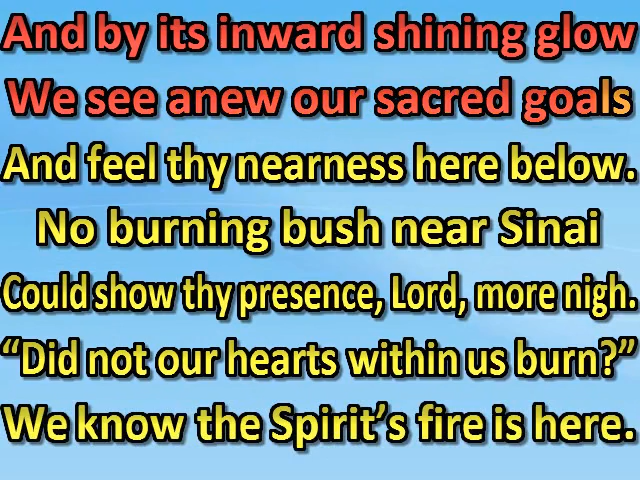 And by its inward shining glow
We see anew our sacred goals
And feel thy nearness here below.
No burning bush near Sinai
Could show thy presence, Lord, more nigh.
“Did not our hearts within us burn?”
We know the Spirit’s fire is here.